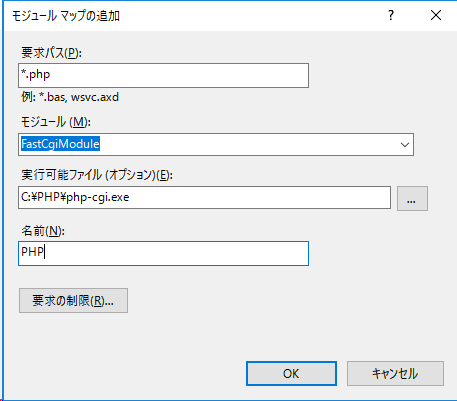 モジュール マップの追加
?
要求パス(P):
*.php
例: *.bas, wsvc.axd
モジュール (M):
FastCgiModule
実行可能ファイル (オプション)(E):
C:¥PHP¥php-cgi.exe
...
名前(N):
PHP
要求の制限(R)...
OK キャンセル